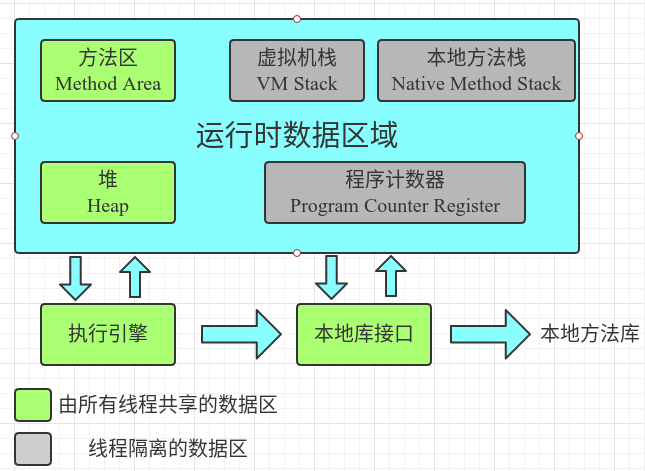 方法区
Method Area
虚拟机栈
VM Stack
本地方法栈
Native Method Stack
运行时数据区域
堆
Heap
程序计数器
Program Counter Register
执行引擎
本地库接口
本地方法库
由所有线程共享的数据区
线程隔离的数据区